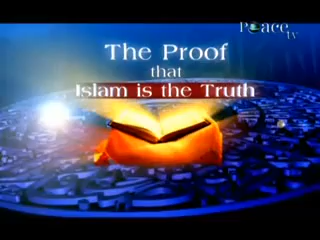 Peace
tv
The Proof
that
Islam is the Truth